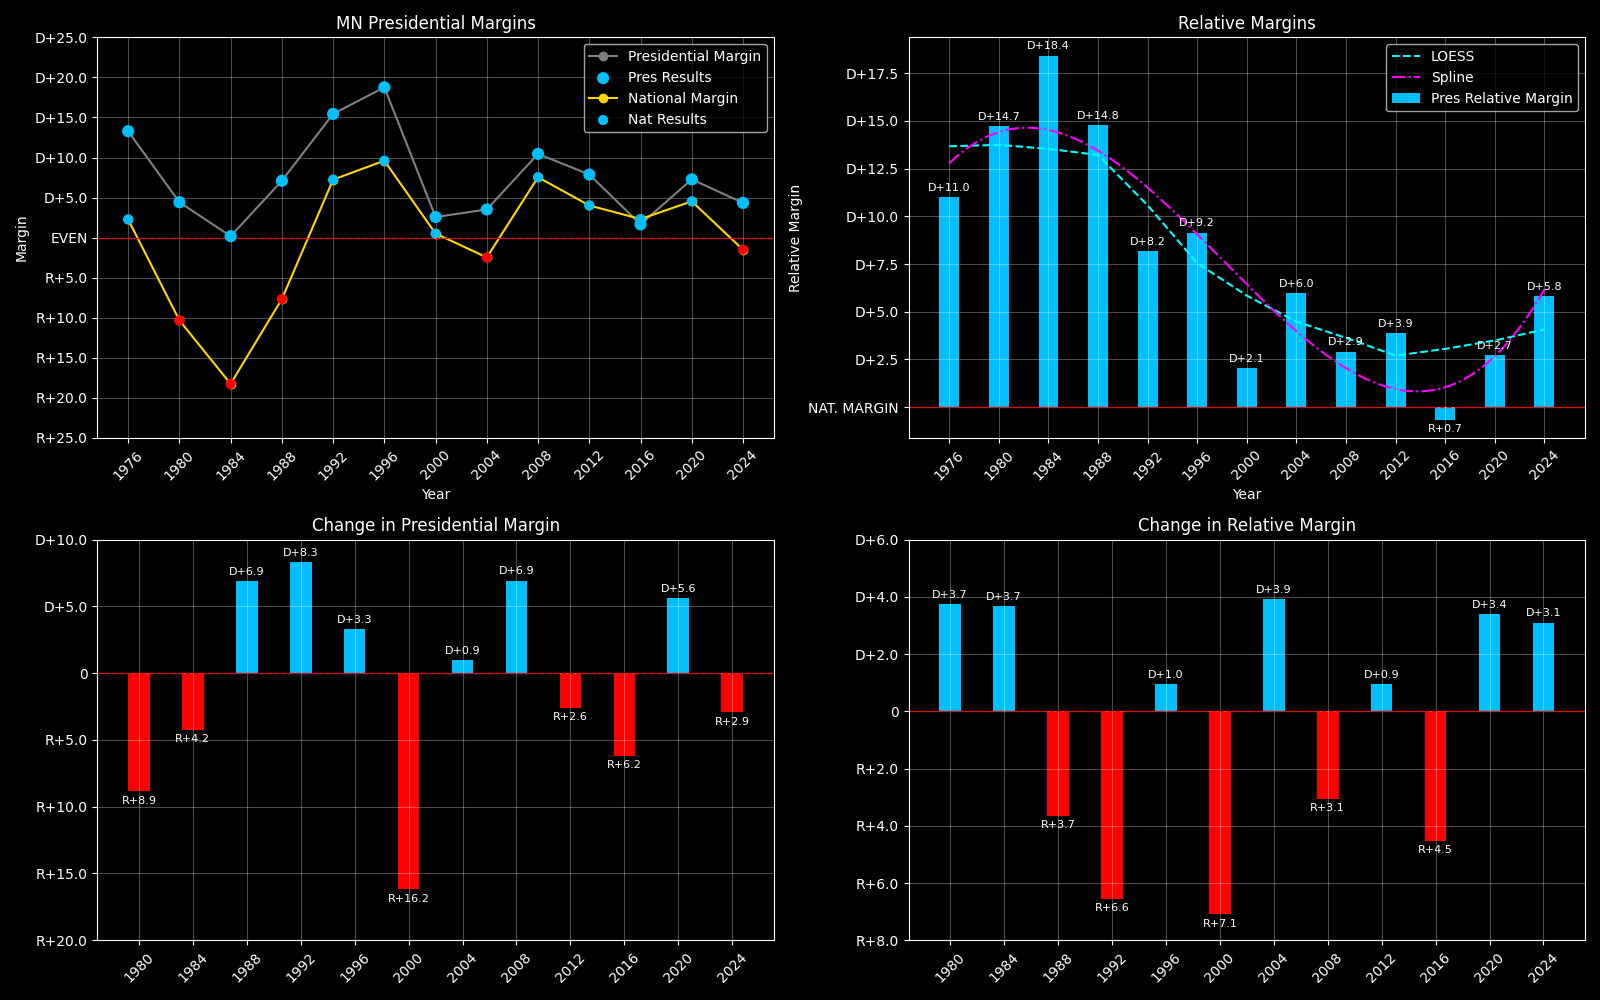 MN Presidential Margins
D+25.0
D+20.0
D+15.0
D+10.0
D+5.0
EVEN
R+5.0
R+10.0
R+15.0
R+20.0
R+25.0
Margin
Presidential Margin
Pres Results
National Margin
Nat Results
1976 1980 1984 1988 1992 1996 2000 2004 2008 2012 2016 2020 2024
Year
Relative Margins
D+17.5
D+15.0
D+12.5
D+10.0
D+7.5
D+5.0
D+2.5
NAT. MARGIN
Relative Margin
LOESS
Spline
Pres Relative Margin
D+11.0 D+14.7 D+18.4 D+14.8 D+8.2 D+9.2 D+2.1 D+6.0 D+2.9 D+3.9 R+0.7 D+2.7 D+5.8
1976 1980 1984 1988 1992 1996 2000 2004 2008 2012 2016 2020 2024
Year
Change in Presidential Margin
D+10.0
D+5.0
0
R+5.0
R+10.0
R+15.0
R+20.0
R+8.9 R+4.2 D+6.9 D+8.3 D+3.3 R+16.2 D+0.9 D+6.9 R+2.6 R+6.2 D+5.6 R+2.9
1980 1984 1988 1992 1996 2000 2004 2008 2012 2016 2020 2024
Change in Relative Margin
D+6.0
D+4.0
D+2.0
0
R+2.0
R+4.0
R+6.0
R+8.0
D+3.7 D+3.7 R+3.7 R+6.6 D+1.0 R+7.1 D+3.9 R+3.1 D+0.9 R+4.5 D+3.4 D+3.1
1980 1984 1988 1992 1996 2000 2004 2008 2012 2016 2020 2024